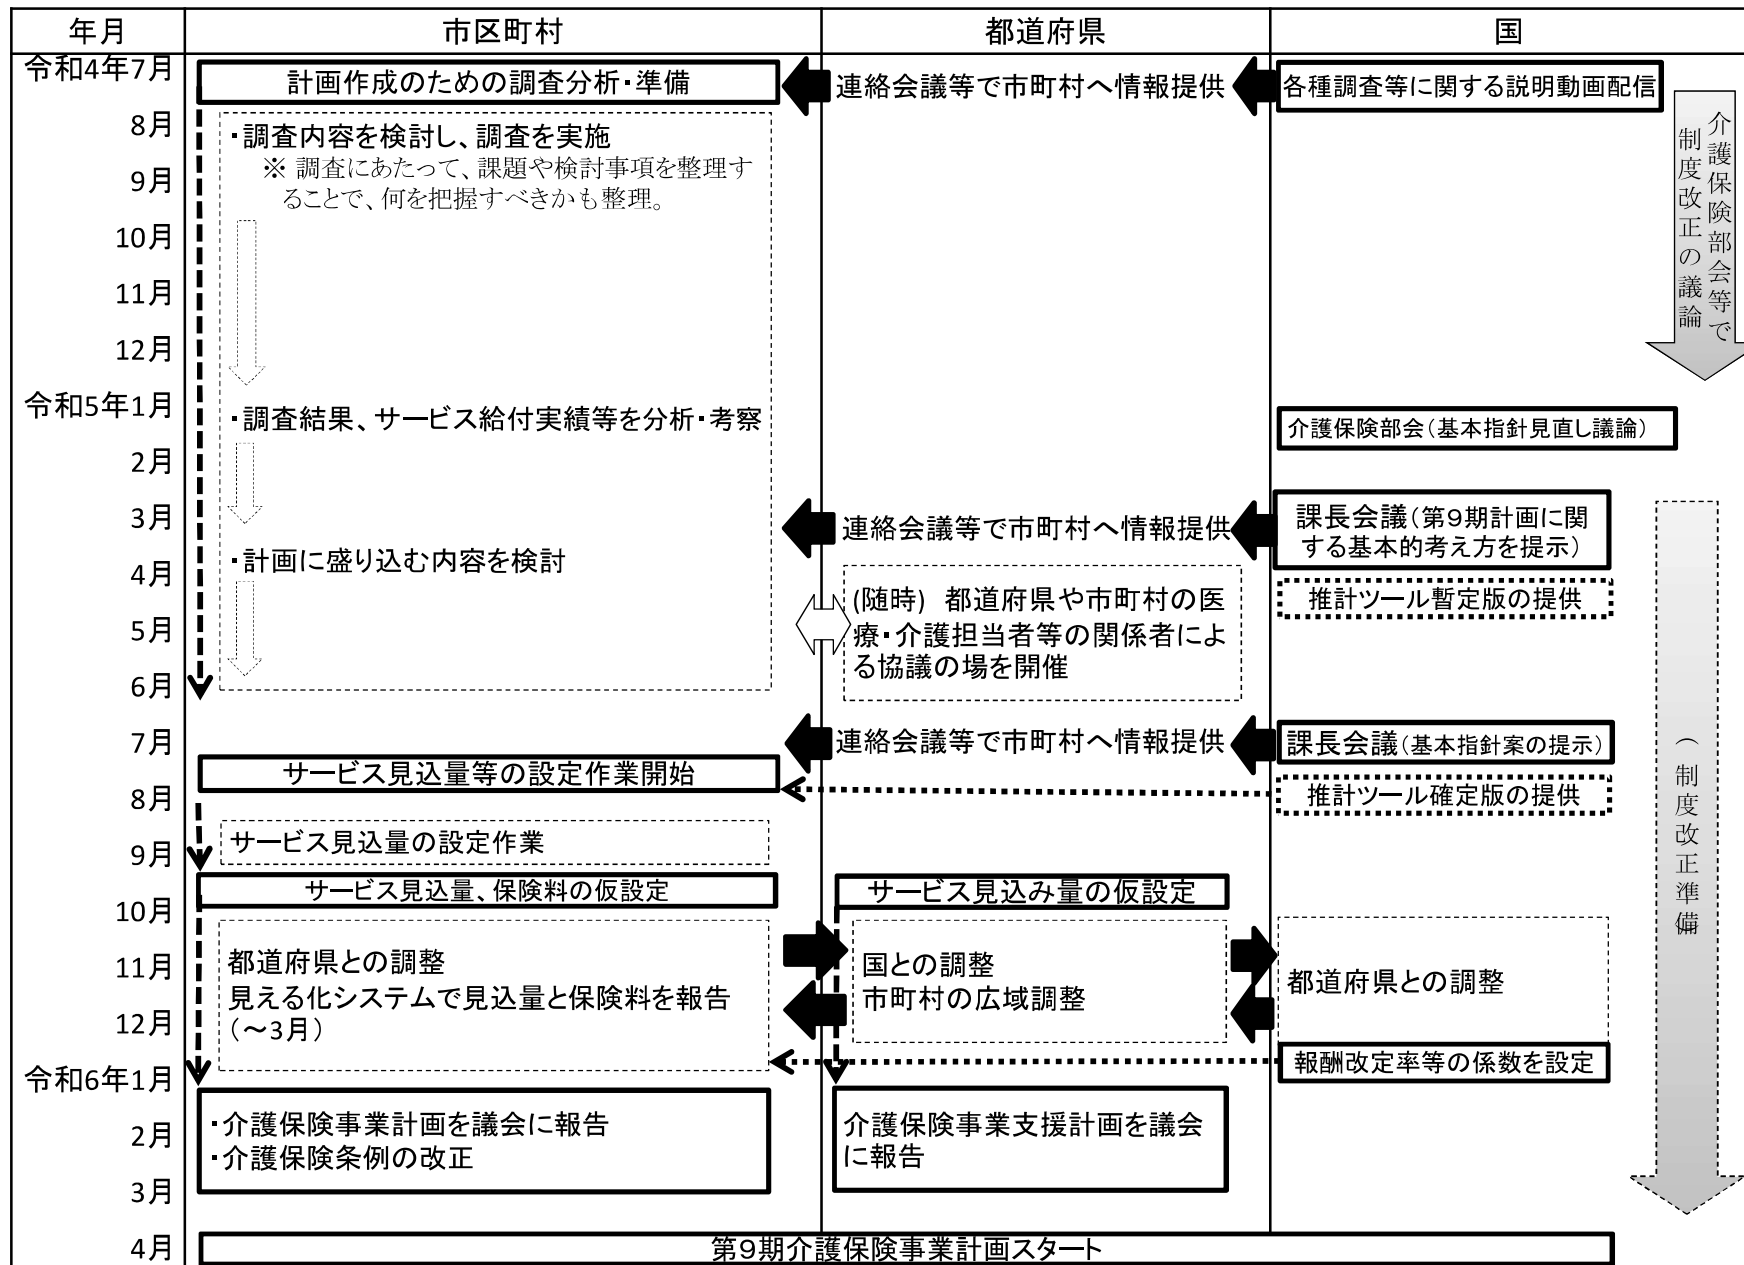 年月
市区町村
都道府県
国
令和4年7月
計画作成のための調査分析・準備
連絡会議等で市町村へ情報提供
各種調査等に関する説明動画配信
8月
・調査内容を検討し、調査を実施
※ 調査にあたって、課題や検討事項を整理す
9月
ることで、何を把握すべきかも整理。
介護保険部会等で
制度改正の議論
10月
11月
12月
令和5年1月
・調査結果、サービス給付実績等を分析・考察
介護保険部会（基本指針見直し議論）
2月
3月
連絡会議等で市町村へ情報提供
課長会議（第9期計画に関
する基本的考え方を提示）
・計画に盛り込む内容を検討
4月
(随時) 都道府県や市町村の医
療・介護担当者等の関係者によ
る協議の場を開催
推計ツール暫定版の提供
5月
6月
7月
連絡会議等で市町村へ情報提供
課長会議（基本指針案の提示）
サービス見込量等の設定作業開始
8月
推計ツール確定版の提供
（制度改正準備）
サービス見込量の設定作業
9月
サービス見込量、保険料の仮設定
サービス見込み量の仮設定
10月
都道府県との調整
見える化システムで見込量と保険料を報告
（～3月）
国との調整
市町村の広域調整
都道府県との調整
11月
12月
報酬改定率等の係数を設定
令和6年1月
・介護保険事業計画を議会に報告
・介護保険条例の改正
介護保険事業支援計画を議会
に報告
2月
3月
4月
第9期介護保険事業計画スタート